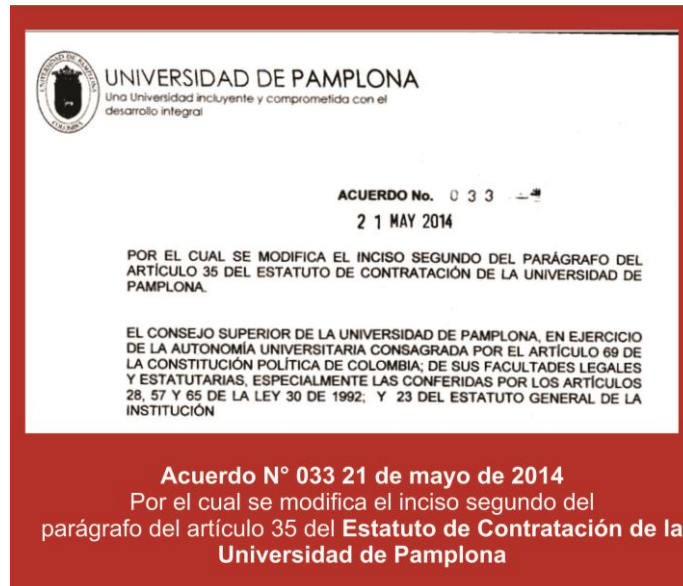 UNIVERSIDAD DE PAMPLONA
Una Universidad incluyente y comprometida con el
desarrollo integral
UNIVERSIDAD DE PAMPLONA
COLOMBIA
ACUERDO No. 033
21 MAY 2014
POR EL CUAL SE MODIFICA EL INCISO SEGUNDO DEL PARÁGRAFO DEL
ARTÍCULO 35 DEL ESTATUTO DE CONTRATACIÓN DE LA UNIVERSIDAD DE
PAMPLONA.
EL CONSEJO SUPERIOR DE LA UNIVERSIDAD DE PAMPLONA, EN EJERCICIO
DE LA AUTONOMÍA UNIVERSITARIA CONSAGRADA POR EL ARTÍCULO 69 DE
LA CONSTITUCIÓN POLÍTICA DE COLOMBIA; DE SUS FACULTADES LEGALES
Y ESTATUTARIAS, ESPECIALMENTE LAS CONFERIDAS POR LOS ARTÍCULOS
28, 57 Y 65 DE LA LEY 30 DE 1992; Y 23 DEL ESTATUTO GENERAL DE LA
INSTITUCIÓN
Acuerdo N° 033 21 de mayo de 2014
Por el cual se modifica el inciso segundo del
parágrafo del artículo 35 del Estatuto de Contratación de la
Universidad de Pamplona